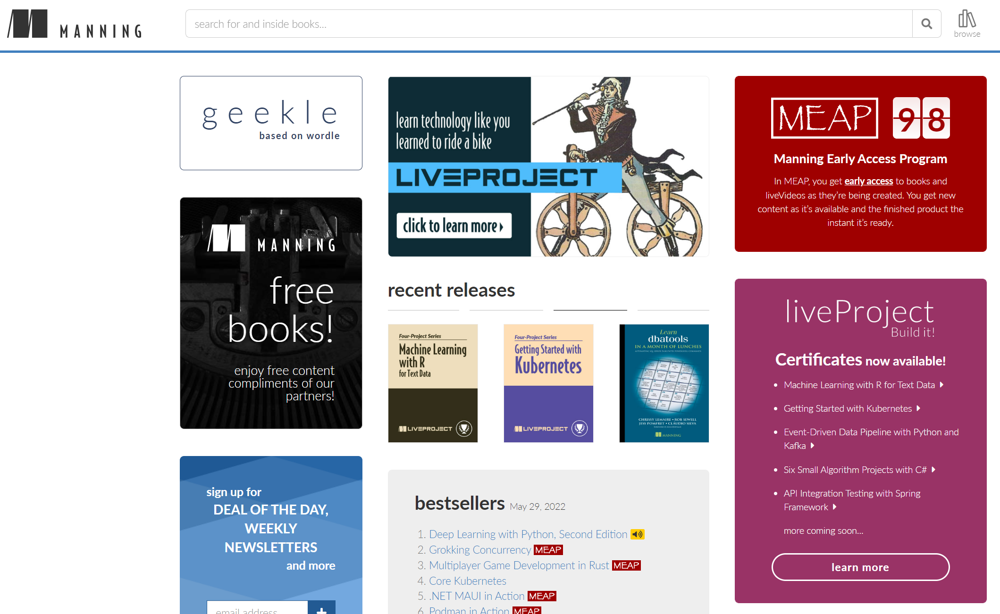 MANNING
search for and inside books...
browse
geekle
based on wordle
MANNING
free
books!
enjoy free content
compliments of our
partners!
sign up for
DEAL OF THE DAY,
WEEKLY
NEWSLETTERS
and more
email address
learn technology like you
learned to ride a bike
LIVEPROJECT
click to learn more
recent releases
Four-Project Series
Machine Learning
with R
for Text Data
LIVEPROJECT
Four-Project Series
Getting Started with
Kubernetes
LIVEPROJECT
Learn
dbatools
IN A MONTH OF LUNCHES
AUTOMATING SQL SERVER TASKS WITH POWERSHELL COMMANDS
CHRISSY LEMAIRE • ROB SEWELL
JESS POMFRET • CLÁUDIO SILVA
MANNING
bestsellers May 29, 2022
1. Deep Learning with Python, Second Edition
2. Grokking Concurrency MEAP
3. Multiplayer Game Development in Rust MEAP
4. Core Kubernetes
5. .NET MAUI in Action MEAP
6. Podman in Action MEAP
MEAP 98
Manning Early Access Program
In MEAP, you get early access to books and
liveVideos as they're being created. You get new
content as it's available and the finished product the
instant it's ready.
liveProject
Build it!
Certificates now available!
• Machine Learning with R for Text Data
• Getting Started with Kubernetes
• Event-Driven Data Pipeline with Python and
Kafka
• Six Small Algorithm Projects with C#
• API Integration Testing with Spring
Framework
more coming soon...
learn more